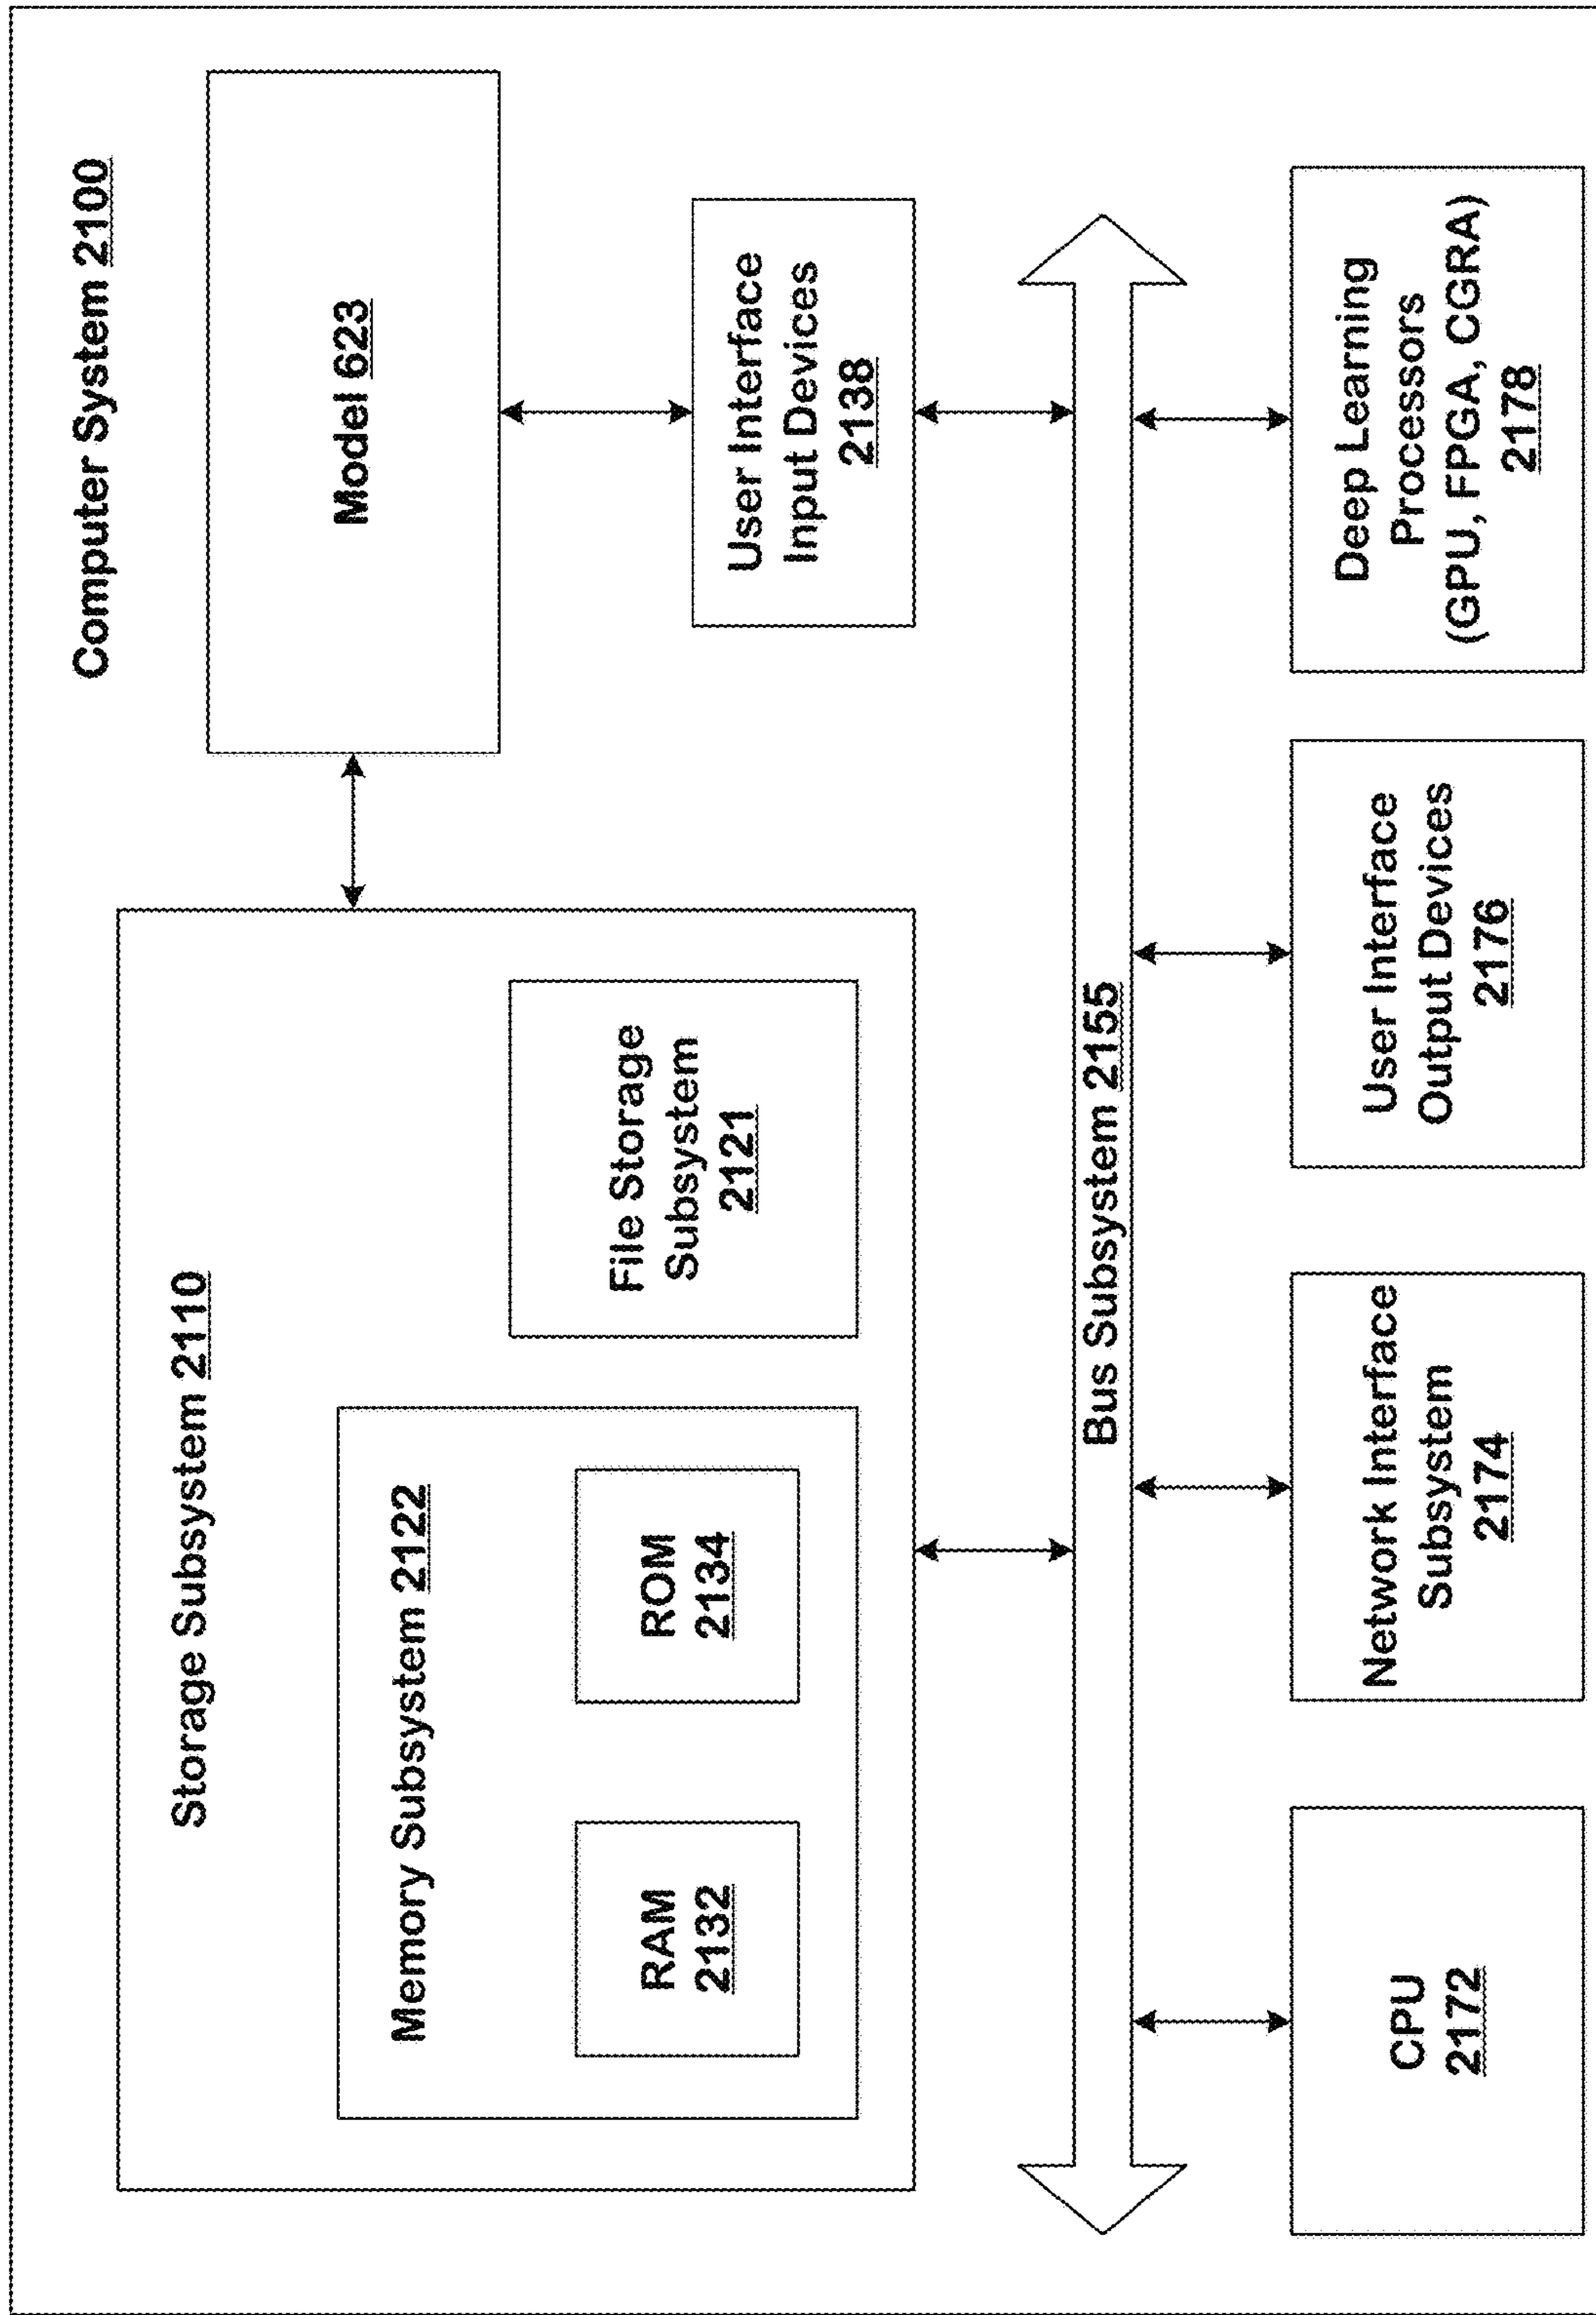 Computer System 2100
Storage Subsystem 2110
Memory Subsystem 2122
RAM
2132
ROM
2134
File Storage
Subsystem
2121
Model 623
User Interface
Input Devices
2138
Bus Subsystem 2155
CPU
2172
Network Interface
Subsystem
2174
User Interface
Output Devices
2176
Deep Learning
Processors
(GPU, FPGA, CGRA)
2178